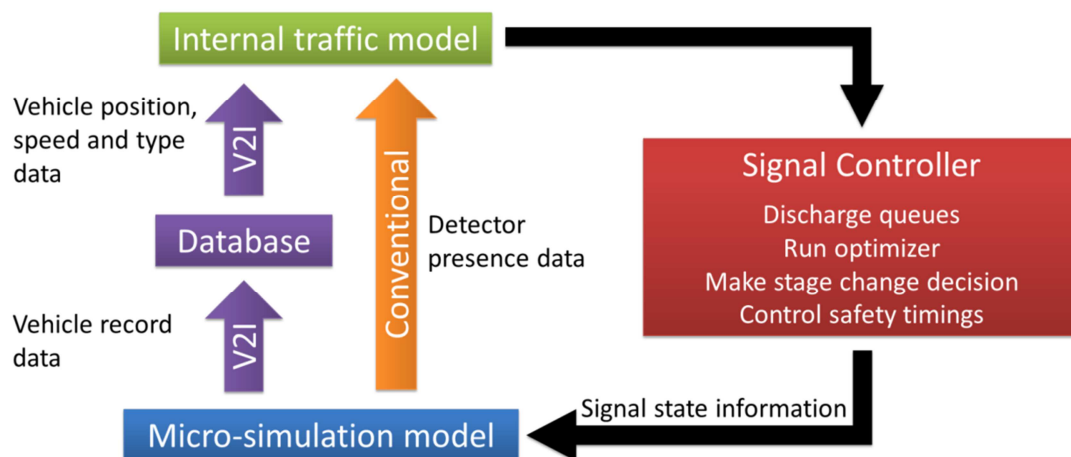 Internal traffic model
Vehicle position,
speed and type
data
V2I
Conventional
Signal Controller
Discharge queues
Run optimizer
Make stage change decision
Control safety timings
Database
Detector
presence data
Vehicle record
data
V2I
Signal state information
Micro-simulation model